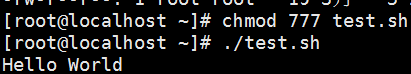 [root@localhost ~]# chmod 777 test.sh
[root@localhost ~]# ./test.sh
Hello World